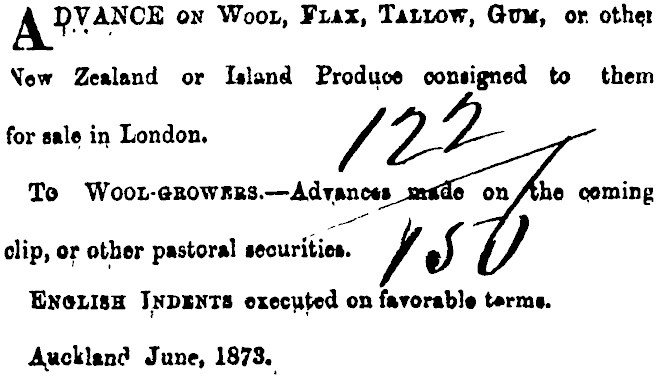 ADVANCE ON WOOL, FLAX, TALLOW, GUM, or other
New Zealand or Island Produce consigned to them
for sale in London.
122
TO WOOL-GROWERS.—Advances made on the coming
clip, or other pastoral securities.
150
ENGLISH INDENTS executed on favorable terms.
Auckland June, 1873.